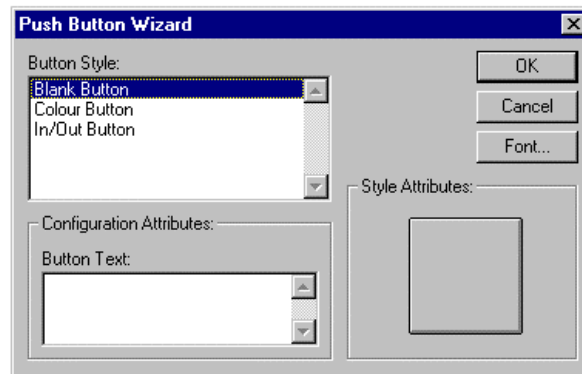 Push Button Wizard
Button Style:
Blank Button
Colour Button
In/Out Button
OK
Cancel
Font...
Configuration Attributes:
Button Text:
Style Attributes: